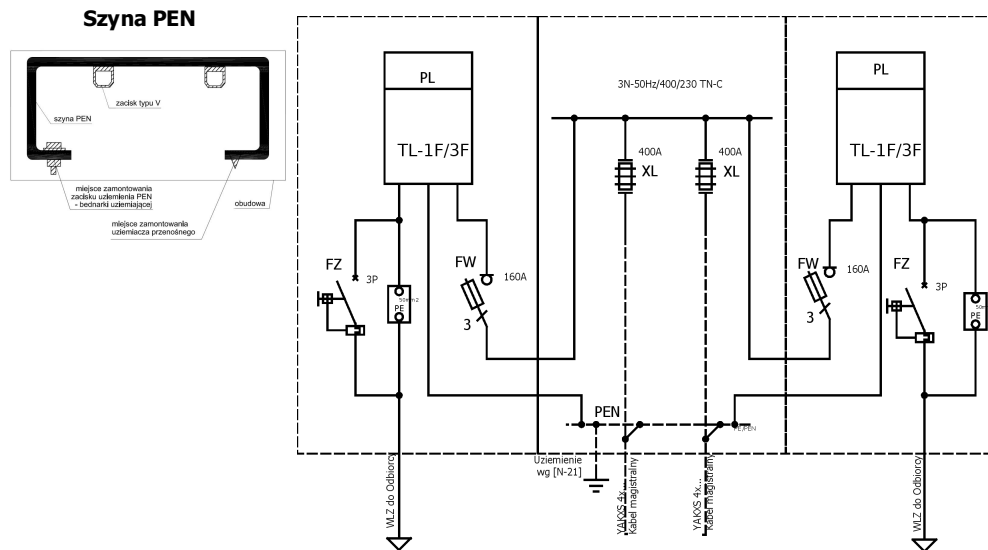 Szyna PEN
zacisk typu V
szyna PEN
miejsce zamontowania
zacisku uziemienia PEN
- bednarki uziemiającej
obudowa
miejsce zamontowania
uziemiacza przenośnego
PL
TL-1F/3F
FZ
3P
50mm2
PE
FW
160A
3
3N-50Hz/400/230 TN-C
400A
XL
400A
XL
PEN
PE/PEN
Uziemienie
wg [N-21]
WLZ do Odbiorcy
YAKXS 4x...
Kabel magistralny
YAKXS 4x...
Kabel magistralny
PL
TL-1F/3F
FW
160A
3
FZ
3P
PE
WLZ do Odbiorcy